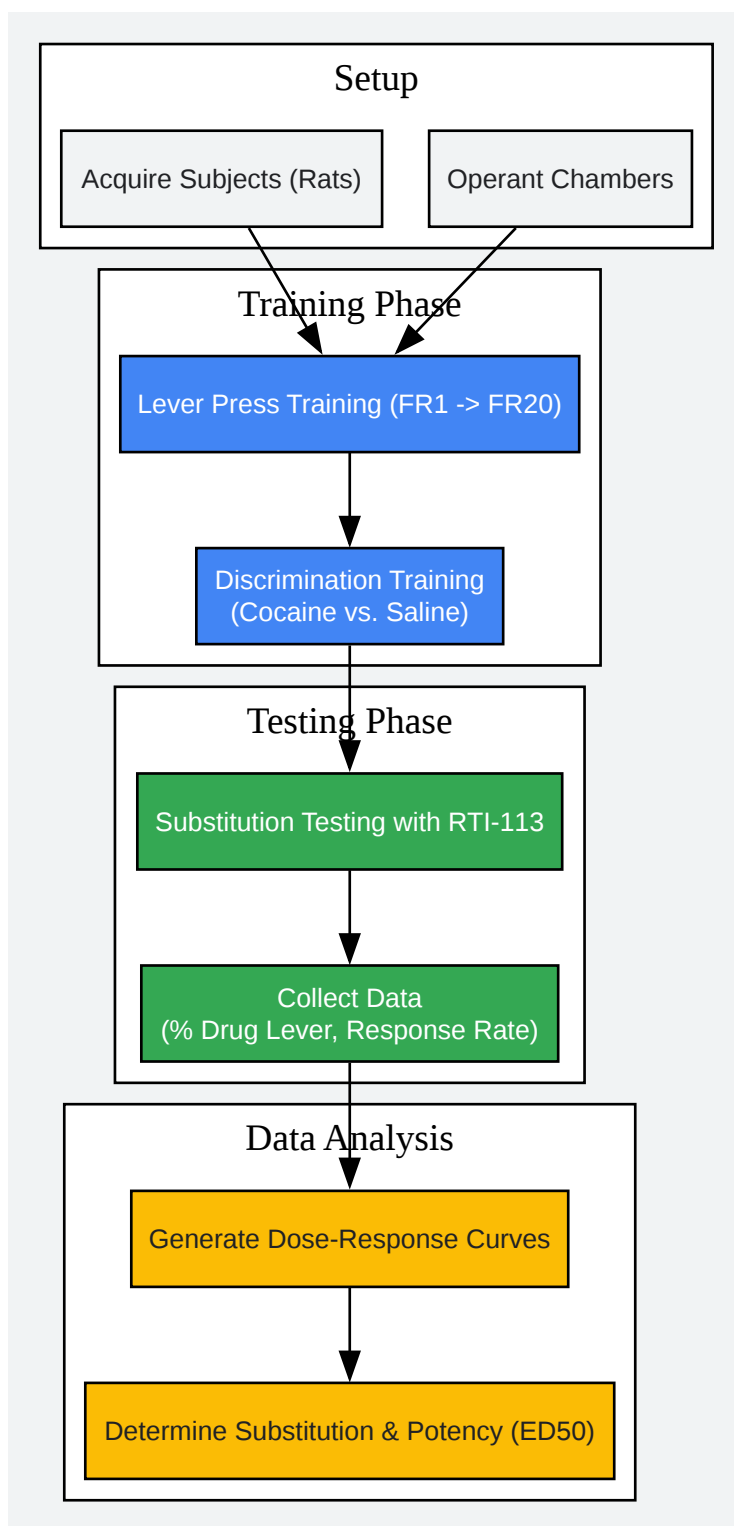 Setup
Acquire Subjects (Rats)
Operant Chambers
Training Phase
Lever Press Training (FR1 -> FR20)
Discrimination Training
(Cocaine vs. Saline)
Testing Phase
Substitution Testing with RTI-113
Collect Data
(% Drug Lever, Response Rate)
Data Analysis
Generate Dose-Response Curves
Determine Substitution & Potency (ED50)